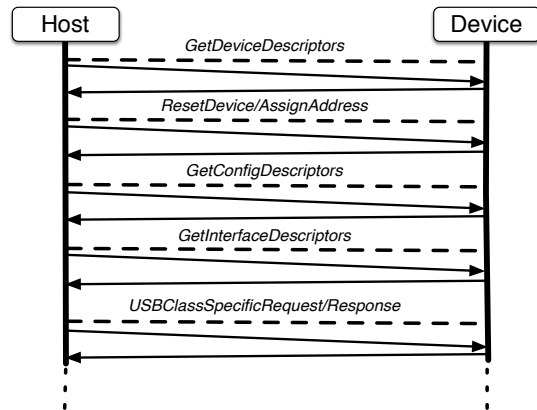 Host
Device
GetDeviceDescriptors
ResetDevice/AssignAddress
GetConfigDescriptors
GetInterfaceDescriptors
USBClassSpecificRequest/Response